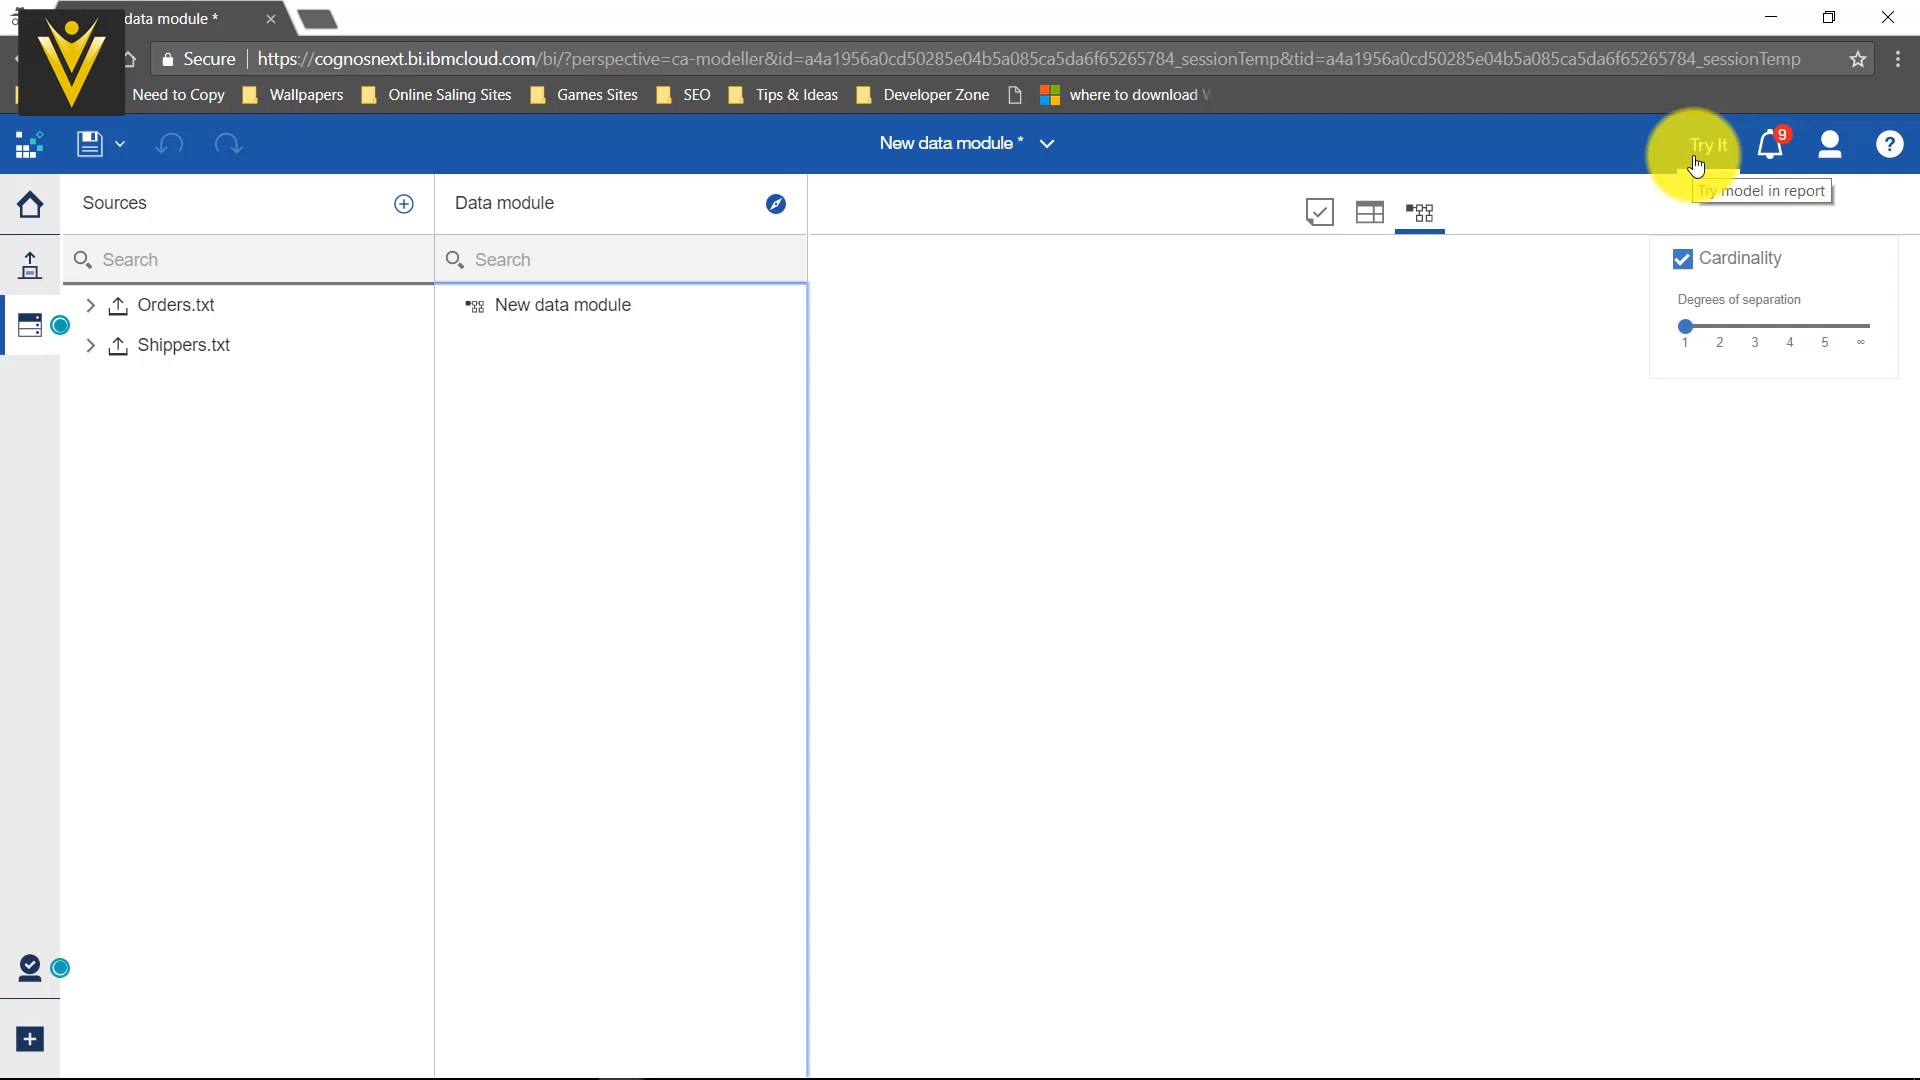 data module *
Secure https://cognosnext.bi.ibmcloud.com/bi/?perspective=ca-modeller&id=a4a1956a0cd50285e04b5a085ca5da6f65265784_sessionTemp&tid=a4a1956a0cd50285e04b5a085ca5da6f65265784_sessionTemp
Need to Copy Wallpapers Online Saling Sites Games Sites SEO Tips & Ideas Developer Zone where to download
New data module * Try It 9 ?
Try model in report
Sources Data module
Search Search
Cardinality
Orders.txt New data module
Degrees of separation
Shippers.txt
1 2 3 4 5 ∞